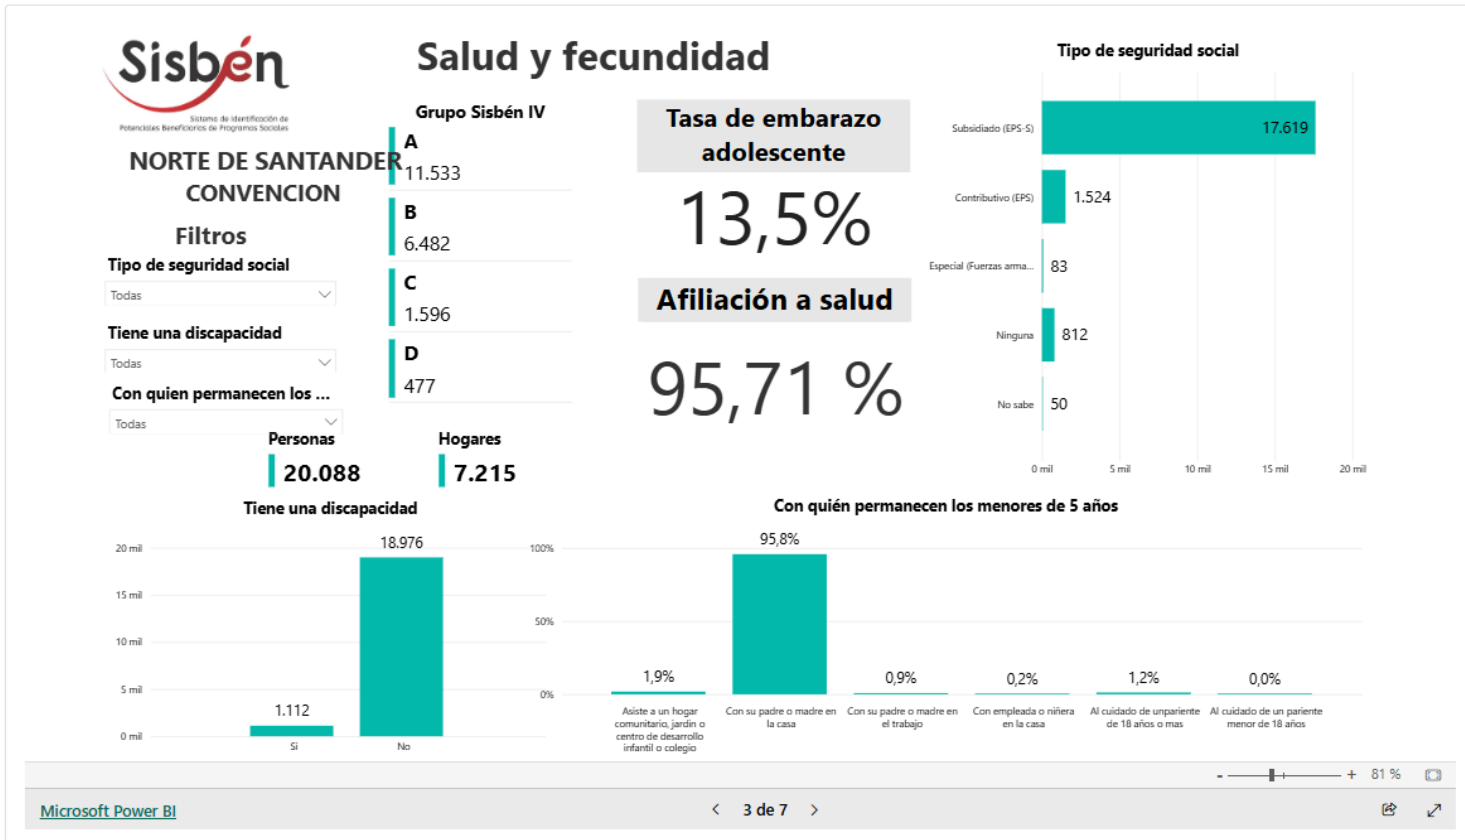 Sisbén
Sistema de Identificación de
Potenciales Beneficiarios de Programas Sociales
NORTE DE SANTANDER
CONVENCION
Filtros
Tipo de seguridad social
Todas
Tiene una discapacidad
Todas
Con quien permanecen los ...
Todas
Salud y fecundidad
Grupo Sisbén IV
A
11.533
B
6.482
C
1.596
D
477
Tasa de embarazo
adolescente
13,5%
Afiliación a salud
95,71 %
Tipo de seguridad social
Subsidiado (EPS-S)
17.619
Contributivo (EPS)
1.524
Especial (Fuerzas arma...
83
Ninguna
812
No sabe
50
0 mil
5 mil
10 mil
15 mil
20 mil
Personas
20.088
Hogares
7.215
Tiene una discapacidad
20 mil
15 mil
10 mil
5 mil
0 mil
1.112
18.976
Si
No
Con quién permanecen los menores de 5 años
100%
50%
0%
1,9%
95,8%
0,9%
0,2%
1,2%
0,0%
Asiste a un hogar
comunitario, jardin o
centro de desarrollo
infantil o colegio
Con su padre o madre en
la casa
Con su padre o madre en
el trabajo
Con empleada o niñera
en la casa
Al cuidado de unpariente
de 18 años o mas
Al cuidado de un pariente
menor de 18 años
- + 81 %
Microsoft Power BI
< 3 de 7 >